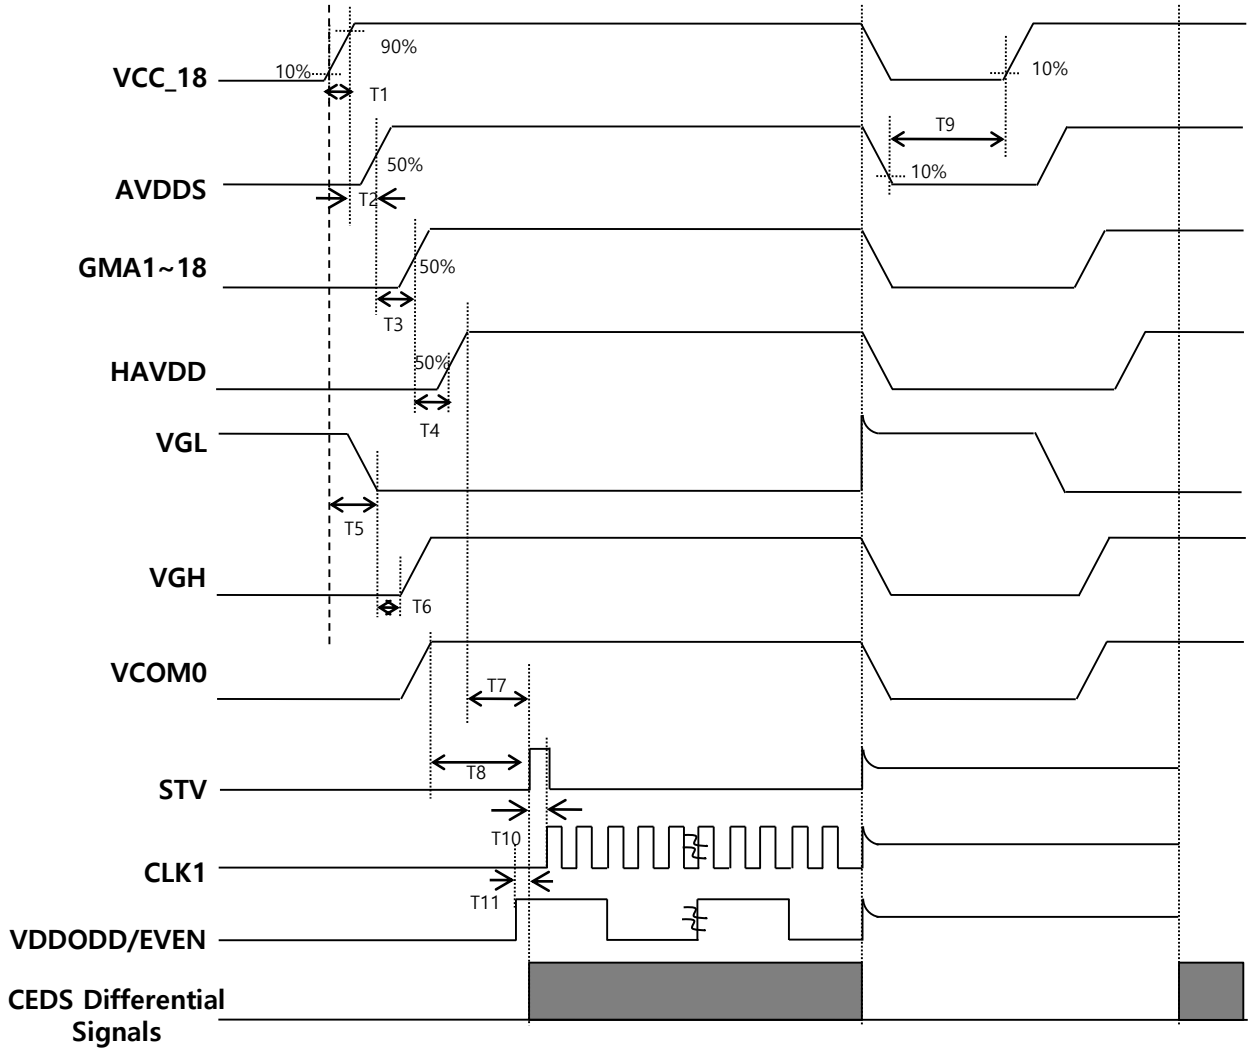 90%
10%
10%
VCC_18
T1
T9
50%
10%
AVDDS
T2
GMA1~18
50%
T3
50%
HAVDD
T4
VGL
T5
VGH
T6
VCOM0
T7
T8
STV
T10
CLK1
T11
VDDODD/EVEN
CEDS Differential
Signals